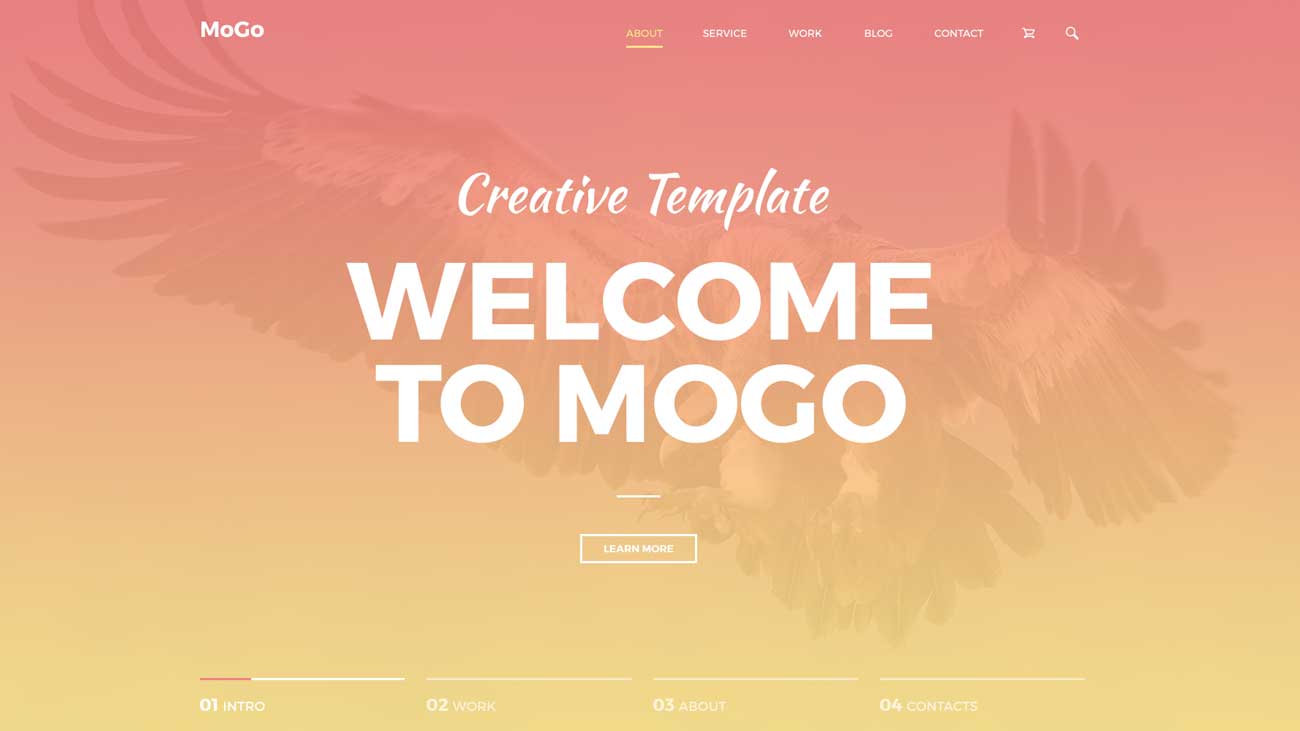 MoGo
ABOUT SERVICE WORK BLOG CONTACT
Creative Template
WELCOME
TO MOGO
LEARN MORE
01 INTRO 02 WORK 03 ABOUT 04 CONTACTS